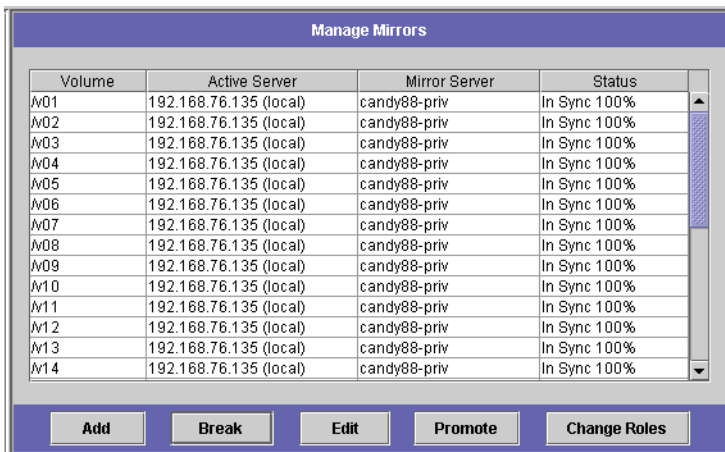 Manage Mirrors
Volume Active Server Mirror Server Status
/v01 192.168.76.135 (local) candy88-priv In Sync 100%
/v02 192.168.76.135 (local) candy88-priv In Sync 100%
/v03 192.168.76.135 (local) candy88-priv In Sync 100%
/v04 192.168.76.135 (local) candy88-priv In Sync 100%
/v05 192.168.76.135 (local) candy88-priv In Sync 100%
/v06 192.168.76.135 (local) candy88-priv In Sync 100%
/v07 192.168.76.135 (local) candy88-priv In Sync 100%
/v08 192.168.76.135 (local) candy88-priv In Sync 100%
/v09 192.168.76.135 (local) candy88-priv In Sync 100%
/v10 192.168.76.135 (local) candy88-priv In Sync 100%
/v11 192.168.76.135 (local) candy88-priv In Sync 100%
/v12 192.168.76.135 (local) candy88-priv In Sync 100%
/v13 192.168.76.135 (local) candy88-priv In Sync 100%
/v14 192.168.76.135 (local) candy88-priv In Sync 100%
Add Break Edit Promote Change Roles